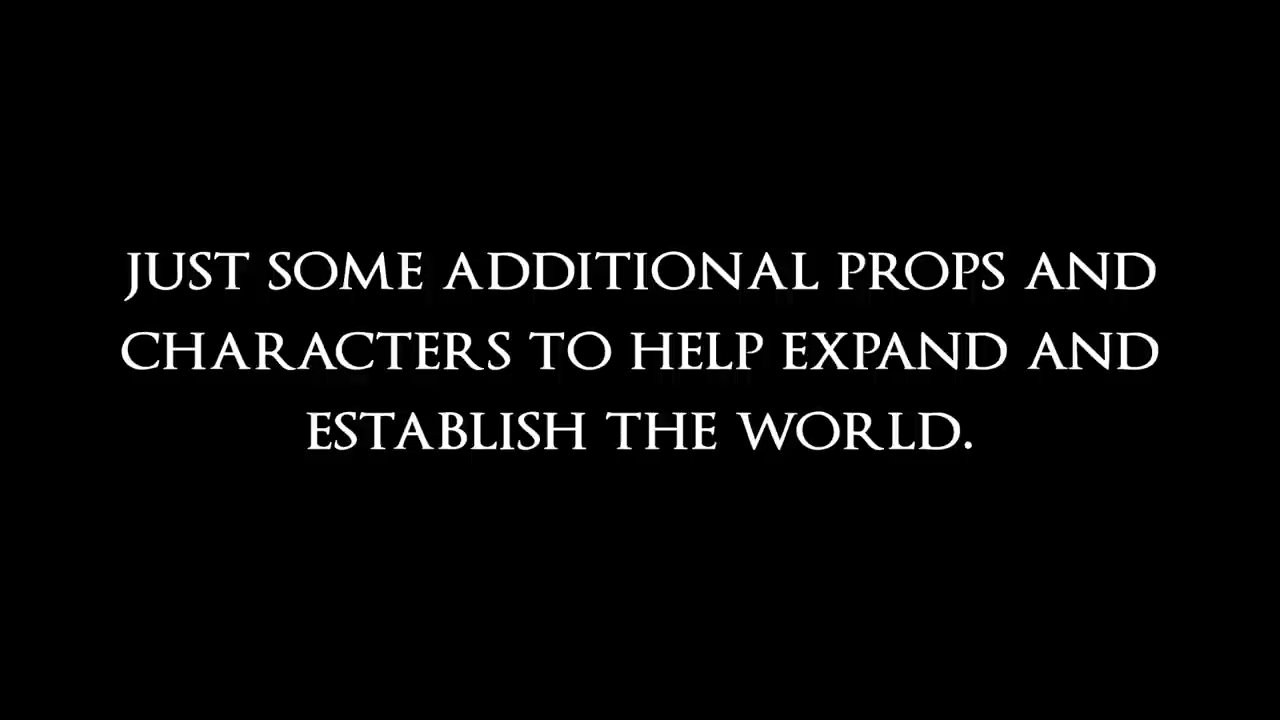 JUST SOME ADDITIONAL PROPS AND
CHARACTERS TO HELP EXPAND AND
ESTABLISH THE WORLD.